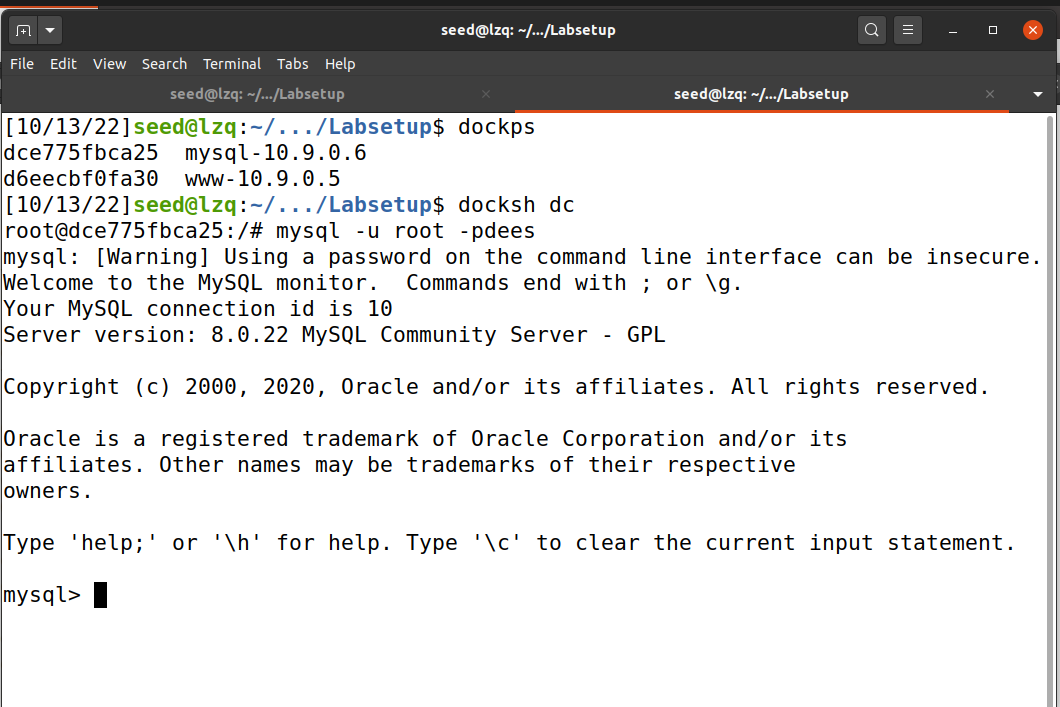 seed@lzq: ~/.../Labsetup
File Edit View Search Terminal Tabs Help
seed@lzq: ~/.../Labsetup seed@lzq: ~/.../Labsetup
[10/13/22]seed@lzq:~/.../Labsetup$ dockps
dce775fbca25  mysql-10.9.0.6
d6eecbf0fa30  www-10.9.0.5
[10/13/22]seed@lzq:~/.../Labsetup$ docksh dc
root@dce775fbca25:/# mysql -u root -pdees
mysql: [Warning] Using a password on the command line interface can be insecure.
Welcome to the MySQL monitor.  Commands end with ; or \g.
Your MySQL connection id is 10
Server version: 8.0.22 MySQL Community Server - GPL
Copyright (c) 2000, 2020, Oracle and/or its affiliates. All rights reserved.
Oracle is a registered trademark of Oracle Corporation and/or its
affiliates. Other names may be trademarks of their respective
owners.
Type 'help;' or '\h' for help. Type '\c' to clear the current input statement.
mysql>